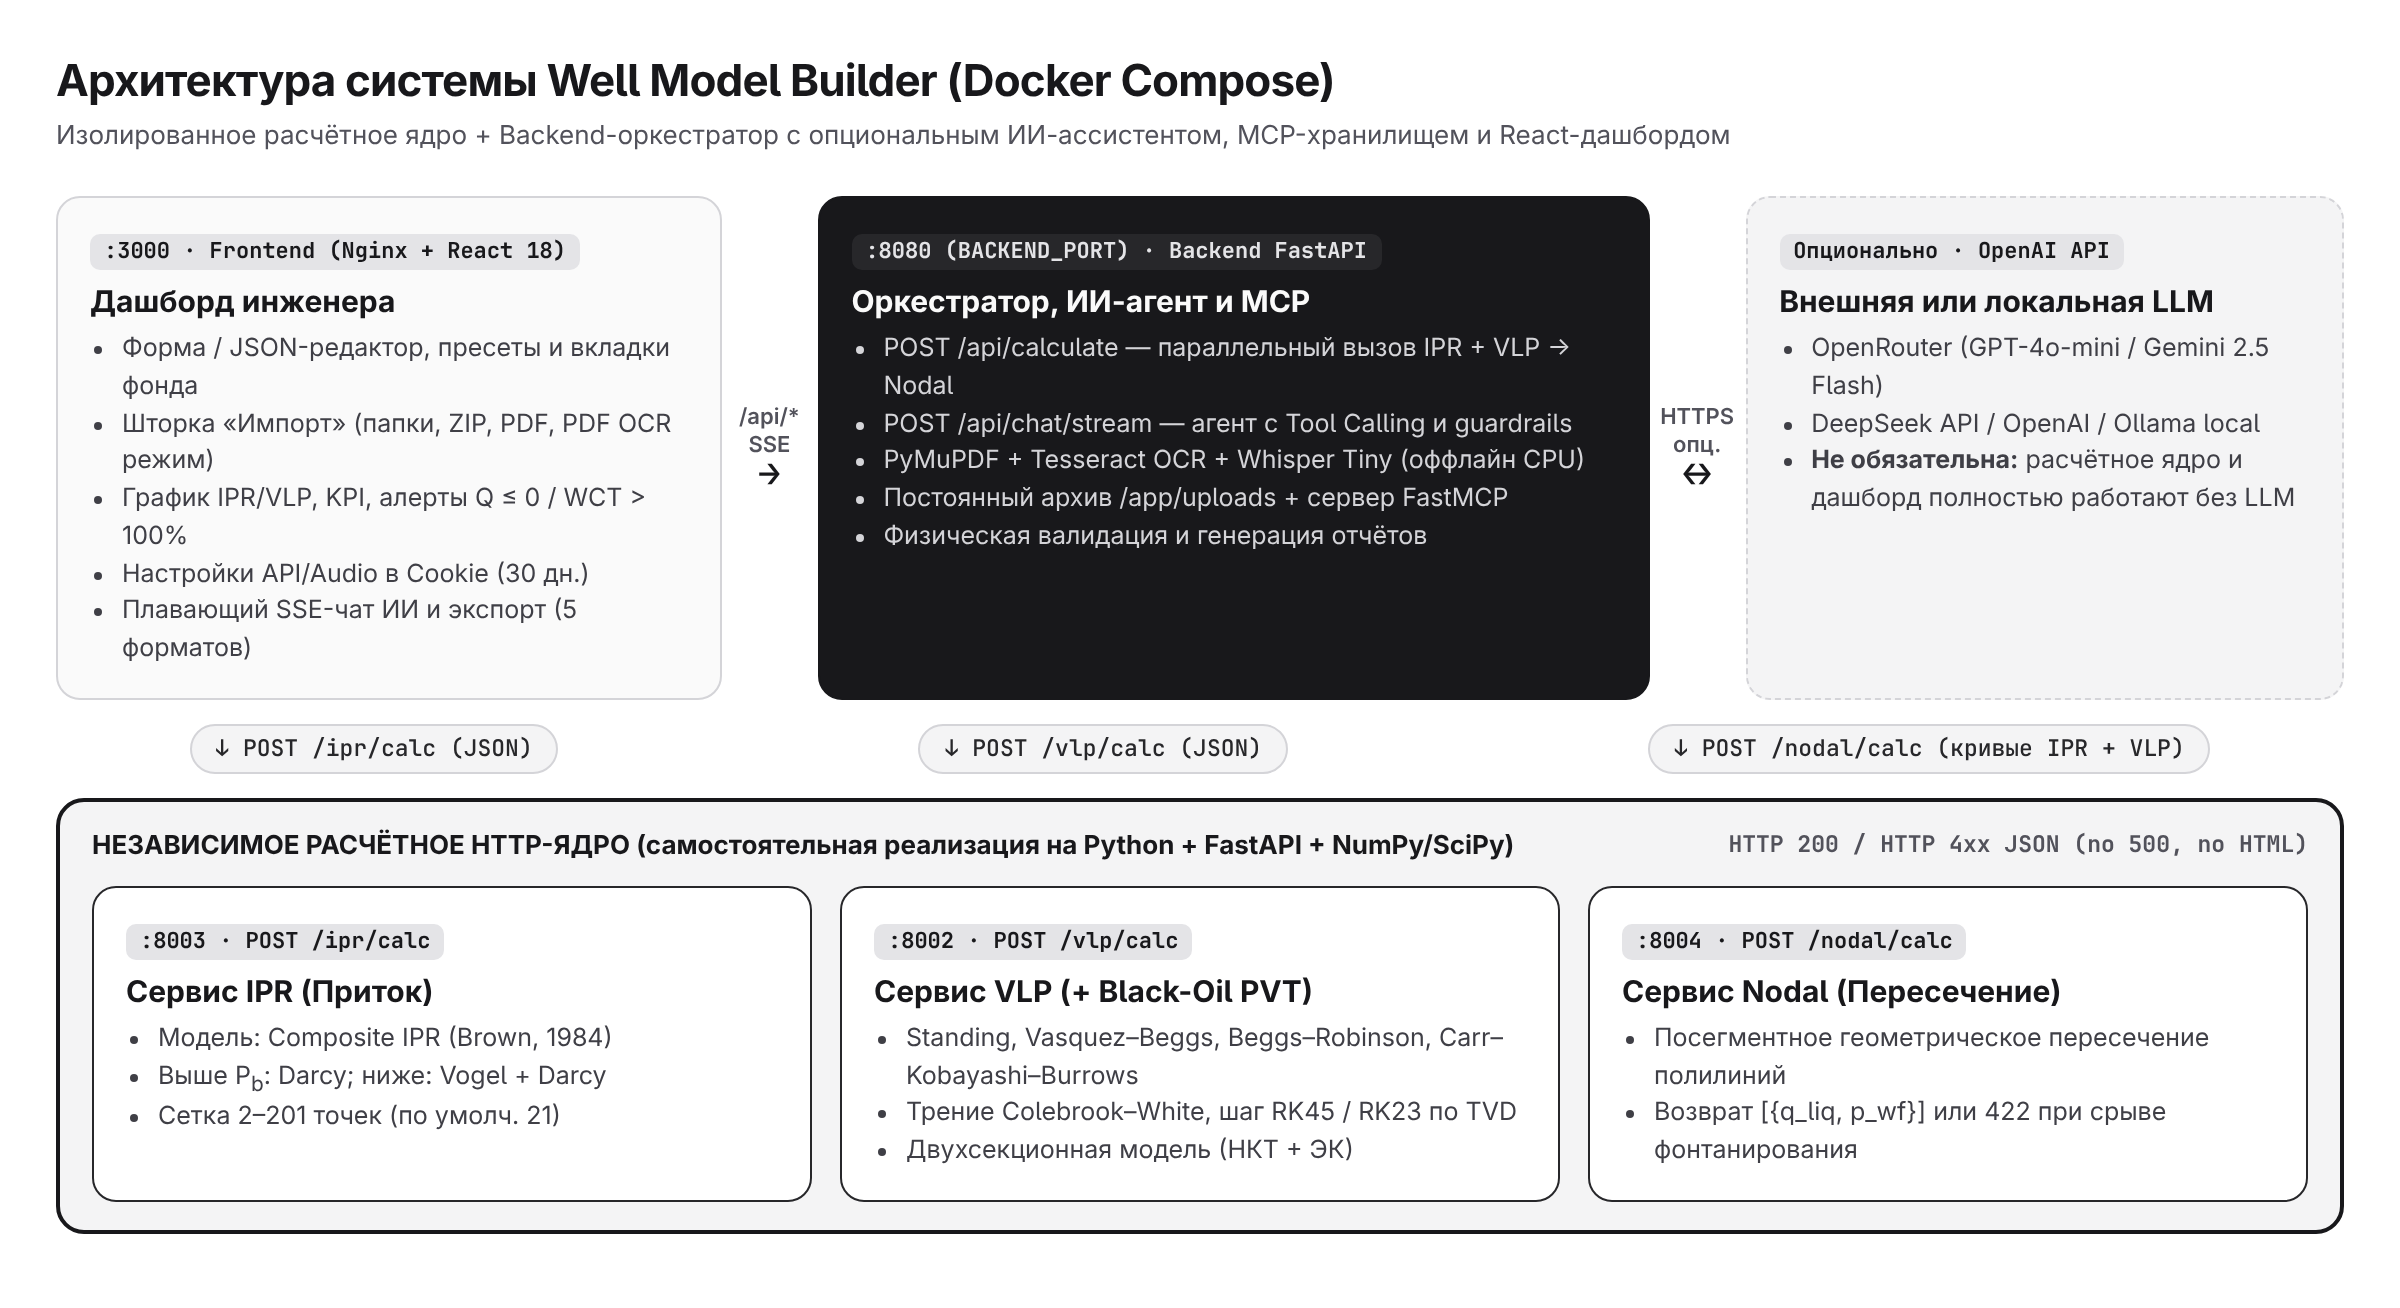 Архитектура системы Well Model Builder (Docker Compose)
Изолированное расчётное ядро + Backend-оркестратор с опциональным ИИ-ассистентом, MCP-хранилищем и React-дашбордом
:3000 · Frontend (Nginx + React 18)
Дашборд инженера
• Форма / JSON-редактор, пресеты и вкладки
фонда
• Шторка «Импорт» (папки, ZIP, PDF, PDF OCR
режим)
• График IPR/VLP, KPI, алерты Q ≤ 0 / WCT >
100%
• Настройки API/Audio в Cookie (30 дн.)
• Плавающий SSE-чат ИИ и экспорт (5
форматов)
/api/*
SSE
→
:8080 (BACKEND_PORT) · Backend FastAPI
Оркестратор, ИИ-агент и MCP
• POST /api/calculate — параллельный вызов IPR + VLP →
Nodal
• POST /api/chat/stream — агент с Tool Calling и guardrails
• PyMuPDF + Tesseract OCR + Whisper Tiny (оффлайн CPU)
• Постоянный архив /app/uploads + сервер FastMCP
• Физическая валидация и генерация отчётов
HTTPS
опц.
↔
Опционально · OpenAI API
Внешняя или локальная LLM
• OpenRouter (GPT-4o-mini / Gemini 2.5
Flash)
• DeepSeek API / OpenAI / Ollama local
• Не обязательна: расчётное ядро и
дашборд полностью работают без LLM
↓ POST /ipr/calc (JSON)
↓ POST /vlp/calc (JSON)
↓ POST /nodal/calc (кривые IPR + VLP)
НЕЗАВИСИМОЕ РАСЧЁТНОЕ HTTP-ЯДРО (самостоятельная реализация на Python + FastAPI + NumPy/SciPy)
HTTP 200 / HTTP 4xx JSON (no 500, no HTML)
:8003 · POST /ipr/calc
Сервис IPR (Приток)
• Модель: Composite IPR (Brown, 1984)
• Выше Pb: Darcy; ниже: Vogel + Darcy
• Сетка 2–201 точек (по умолч. 21)
:8002 · POST /vlp/calc
Сервис VLP (+ Black-Oil PVT)
• Standing, Vasquez–Beggs, Beggs–Robinson, Carr–
Kobayashi–Burrows
• Трение Colebrook–White, шаг RK45 / RK23 по TVD
• Двухсекционная модель (НКТ + ЭК)
:8004 · POST /nodal/calc
Сервис Nodal (Пересечение)
• Посегментное геометрическое пересечение
полилиний
• Возврат [{q_liq, p_wf}] или 422 при срыве
фонтанирования